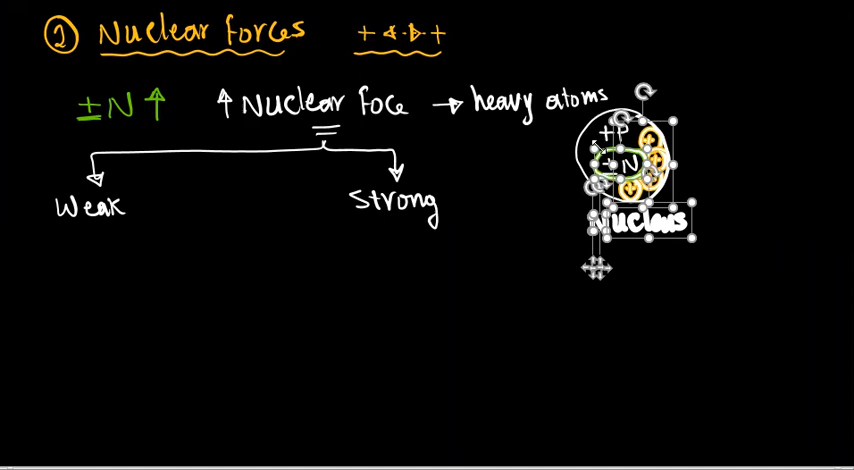 ② Nuclear forces + ◁ · ▷ +
± N ↑ ↑ Nuclear Foce → heavy atoms
+P
± N
Weak Strong
Nucleus